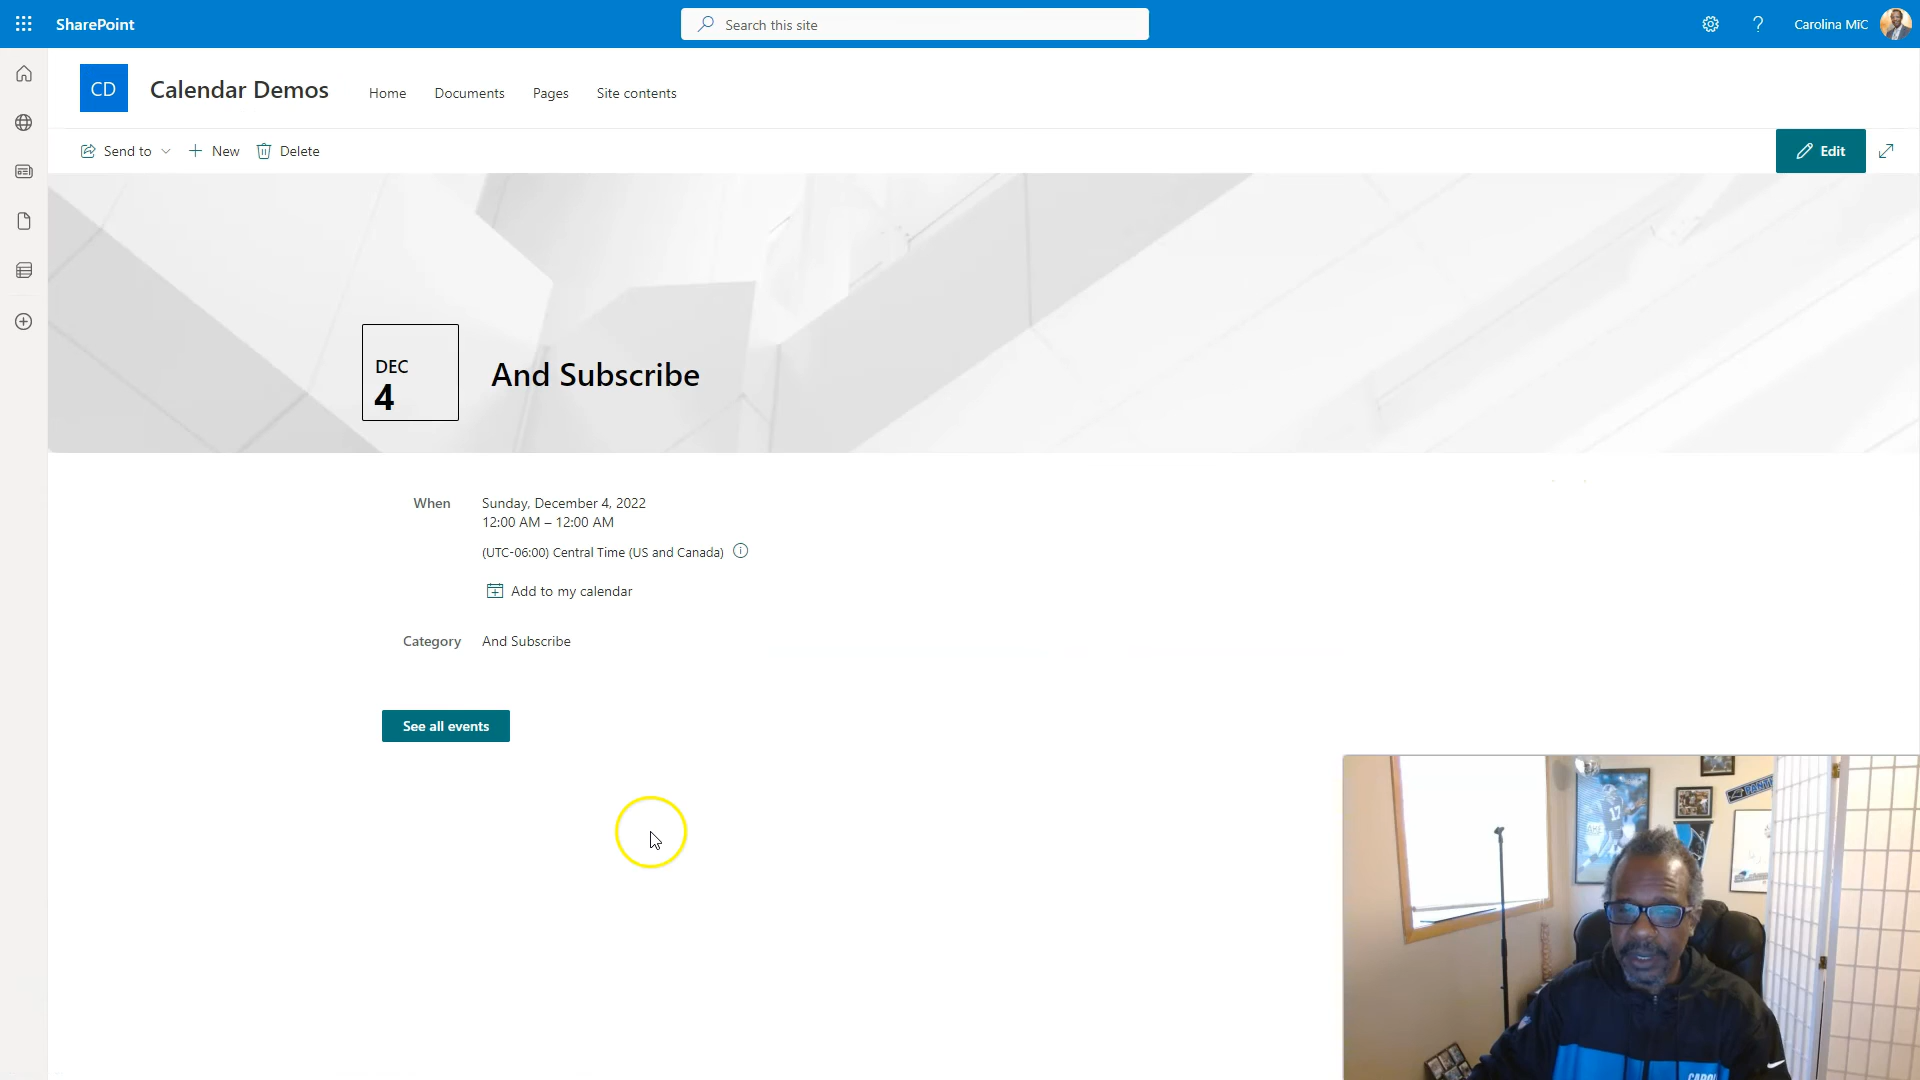 SharePoint
Search this site
Carolina MiC
CD
Calendar Demos
Home
Documents
Pages
Site contents
Send to
New
Delete
Edit
DEC
4
And Subscribe
When
Sunday, December 4, 2022
12:00 AM – 12:00 AM
(UTC-06:00) Central Time (US and Canada)
Add to my calendar
Category
And Subscribe
See all events
17